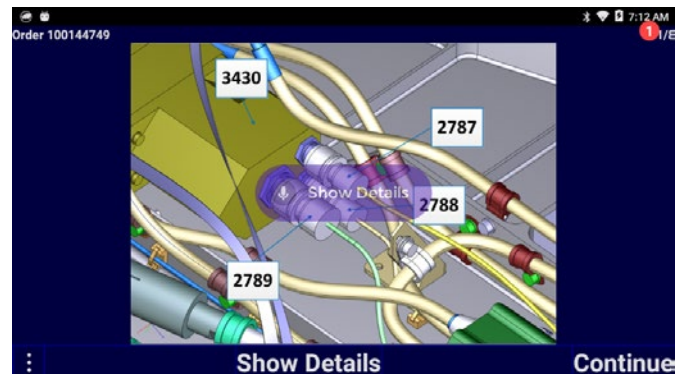 7:12 AM
Order 100144749
1
1/E
3430
2787
Show Details
2788
2789
Show Details
Continue